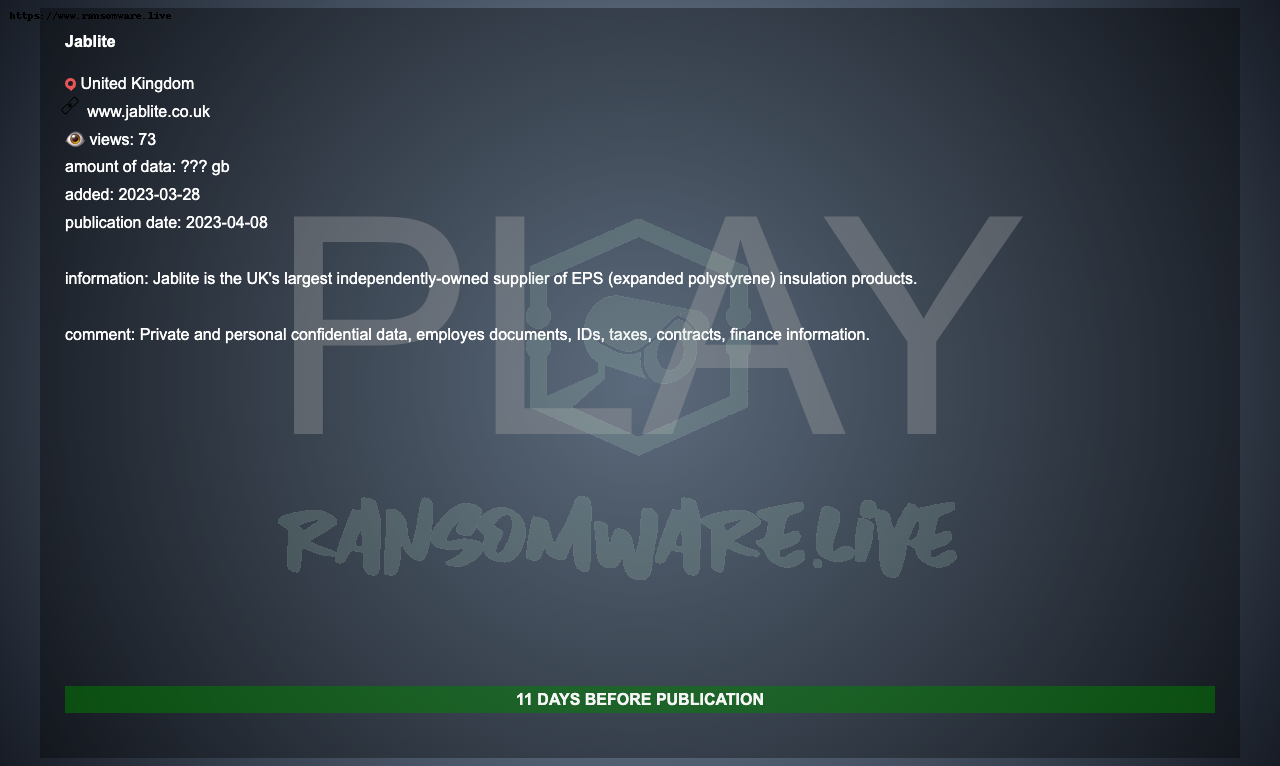 https://www.ransomware.live
Jablite
United Kingdom
www.jablite.co.uk
views: 73
amount of data: ??? gb
added: 2023-03-28
publication date: 2023-04-08
PLAY
information: Jablite is the UK's largest independently-owned supplier of EPS (expanded polystyrene) insulation products.
comment: Private and personal confidential data, employes documents, IDs, taxes, contracts, finance information.
RANSOMWARE.LIVE
11 DAYS BEFORE PUBLICATION